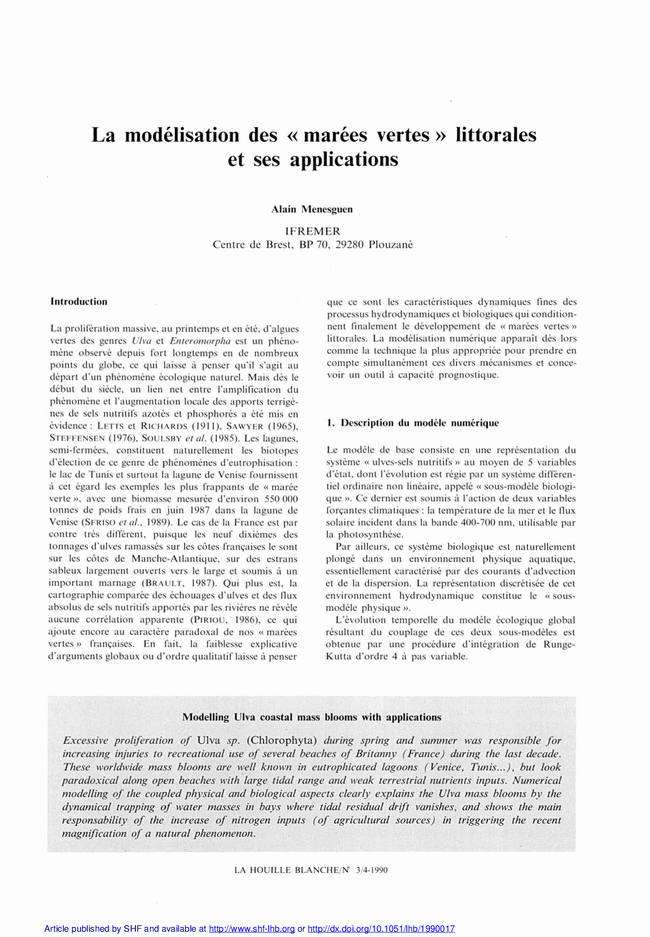 La modélisation des « marées vertes » littorales
et ses applications
Alain Menesguen
IFREMER
Centre de Brest, BP 70, 29280 Plouzané
Introduction
La prolifération massive, au printemps et en été, d'algues
vertes des genres Ulva et Enteromorpha est un phéno-
mène observé depuis fort longtemps en de nombreux
points du globe, ce qui laisse à penser qu'il s'agit au
départ d'un phénomène écologique naturel. Mais dès le
début du siècle, un lien net entre l'amplification du
phénomène et l'augmentation locale des apports terrigè-
nes de sels nutritifs azotés et phosphorés a été mis en
évidence : LETTS et RICHARDS (1911), SAWYER (1965),
STEFFENSEN (1976), SOULSBY et al. (1985). Les lagunes,
semi-fermées, constituent naturellement les biotopes
d'élection de ce genre de phénomènes d'eutrophisation :
le lac de Tunis et surtout la lagune de Venise fournissent
à cet égard les exemples les plus frappants de « marée
verte », avec une biomasse mesurée d'environ 550 000
tonnes de poids frais en juin 1987 dans la lagune de
Venise (SFRISO et al., 1989). Le cas de la France est par
contre très différent, puisque les neuf dixièmes des
tonnages d'ulves ramassés sur les côtes françaises le sont
sur les côtes de Manche-Atlantique, sur des estrans
sableux largement ouverts vers le large et soumis à un
important marnage (BRAULT, 1987). Qui plus est, la
cartographie comparée des échouages d'ulves et des flux
absolus de sels nutritifs apportés par les rivières ne révèle
aucune corrélation apparente (PIRIOU, 1986), ce qui
ajoute encore au caractère paradoxal de nos « marées
vertes » françaises. En fait, la faiblesse explicative
d'arguments globaux ou d'ordre qualitatif laisse à penser
que ce sont les caractéristiques dynamiques fines des
processus hydrodynamiques et biologiques qui condition-
nent finalement le développement de « marées vertes »
littorales. La modélisation numérique apparaît dès lors
comme la technique la plus appropriée pour prendre en
compte simultanément ces divers mécanismes et conce-
voir un outil à capacité prognostique.
1. Description du modèle numérique
Le modèle de base consiste en une représentation du
système « ulves-sels nutritifs » au moyen de 5 variables
d'état, dont l'évolution est régie par un système différen-
tiel ordinaire non linéaire, appelé « sous-modèle biologi-
que ». Ce dernier est soumis à l'action de deux variables
forçantes climatiques : la température de la mer et le flux
solaire incident dans la bande 400-700 nm, utilisable par
la photosynthèse.
Par ailleurs, ce système biologique est naturellement
plongé dans un environnement physique aquatique,
essentiellement caractérisé par des courants d'advection
et de la dispersion. La représentation discrétisée de cet
environnement hydrodynamique constitue le « sous-
modèle physique ».
L'évolution temporelle du modèle écologique global
résultant du couplage de ces deux sous-modèles est
obtenue par une procédure d'intégration de Runge-
Kutta d'ordre 4 à pas variable.
Modelling Ulva coastal mass blooms with applications
Excessive proliferation of Ulva sp. (Chlorophyta) during spring and summer was responsible for
increasing injuries to recreational use of several beaches of Britanny (France) during the last decade.
These worldwide mass blooms are well known in eutrophicated lagoons (Venice, Tunis...), but look
paradoxical along open beaches with large tidal range and weak terrestrial nutrients inputs. Numerical
modelling of the coupled physical and biological aspects clearly explains the Ulva mass blooms by the
dynamical trapping of water masses in bays where tidal residual drift vanishes, and shows the main
responsability of the increase of nitrogen inputs (of agricultural sources) in triggering the recent
magnification of a natural phenomenon.
LA HOUILLE BLANCHE/N° 3/4-1990
Article published by SHF and available at http://www.shf-lhb.org or http://dx.doi.org/10.1051/lhb/1990017